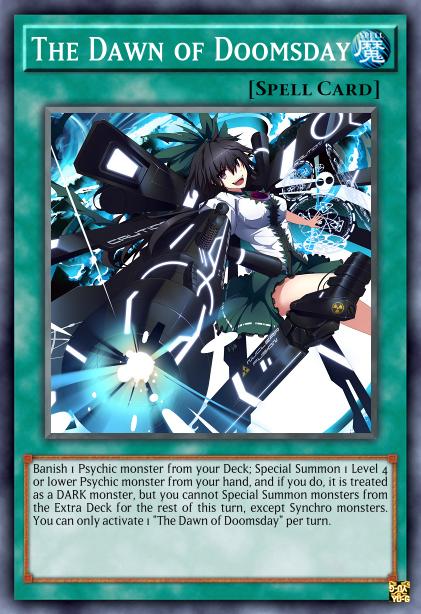 The Dawn of Doomsday
SPELL
魔
[Spell Card]
CAUTION
Banish 1 Psychic monster from your Deck; Special Summon 1 Level 4
or lower Psychic monster from your hand, and if you do, it is treated
as a DARK monster, but you cannot Special Summon monsters from
the Extra Deck for the rest of this turn, except Synchro monsters.
You can only activate 1 "The Dawn of Doomsday" per turn.